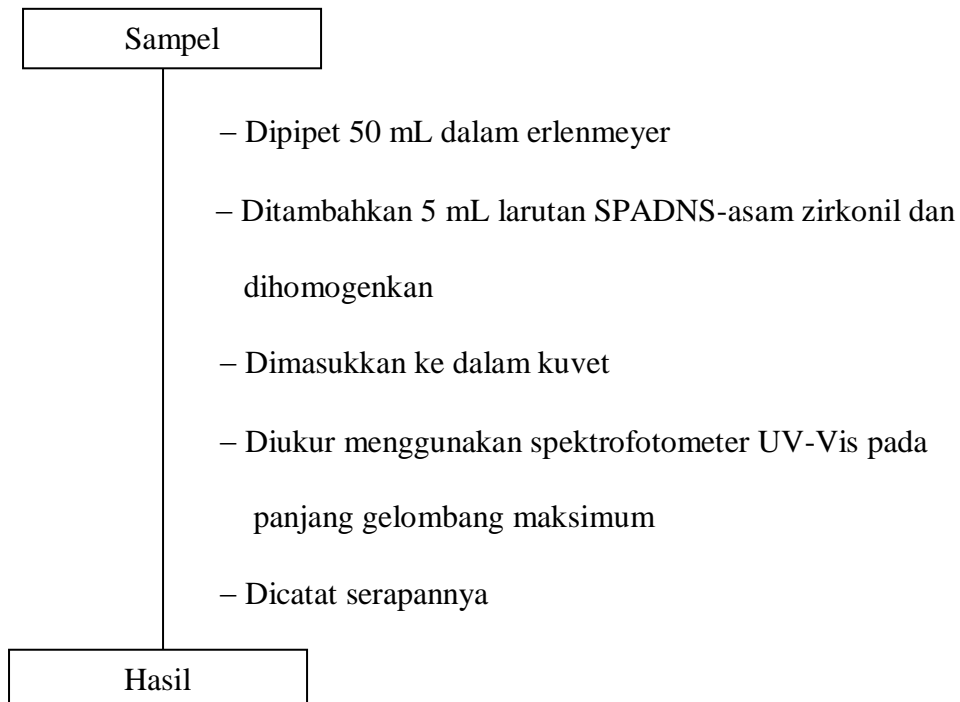 Sampel
– Dipipet 50 mL dalam erlenmeyer
– Ditambahkan 5 mL larutan SPADNS-asam zirkonil dan
dihomogenkan
– Dimasukkan ke dalam kuvet
– Diukur menggunakan spektrofotometer UV-Vis pada
panjang gelombang maksimum
– Dicatat serapannya
Hasil